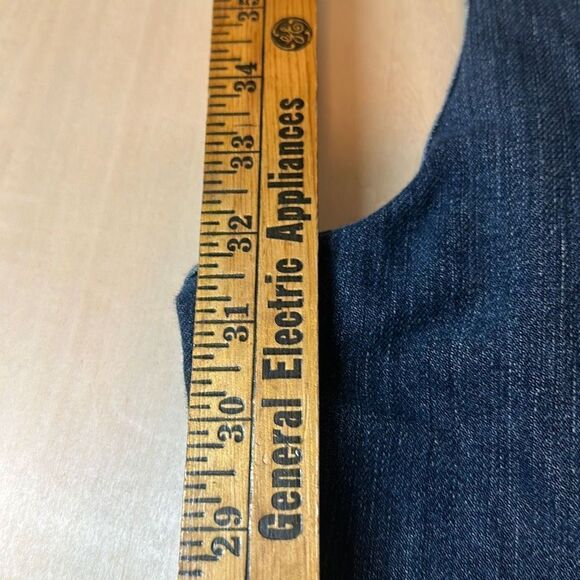 General Electric Appliances
29 30 31 32 33 34 35